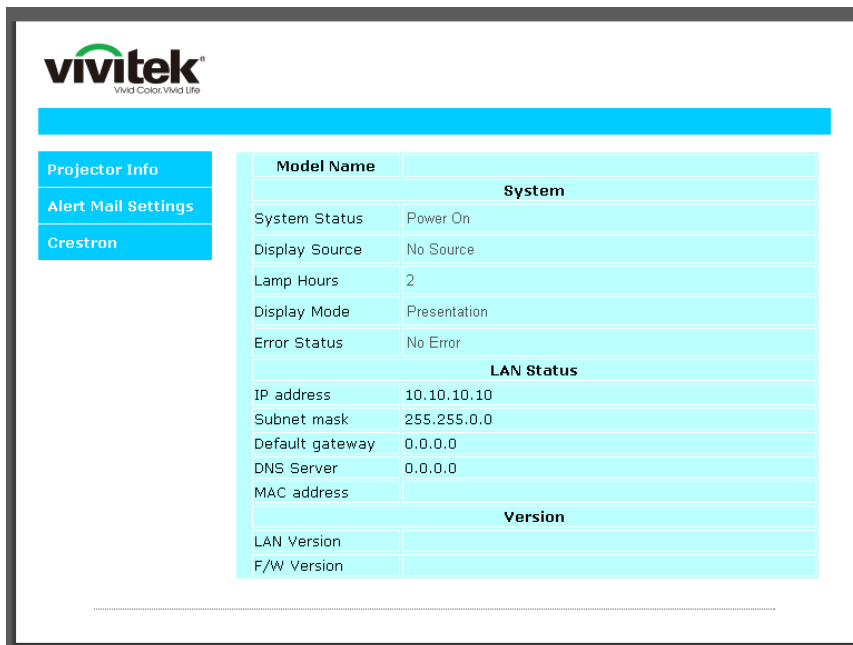 vivitek®
Vivid Color. Vivid Life
Projector Info
Alert Mail Settings
Crestron
Model Name
System
System Status Power On
Display Source No Source
Lamp Hours 2
Display Mode Presentation
Error Status No Error
LAN Status
IP address 10.10.10.10
Subnet mask 255.255.0.0
Default gateway 0.0.0.0
DNS Server 0.0.0.0
MAC address
Version
LAN Version
F/W Version